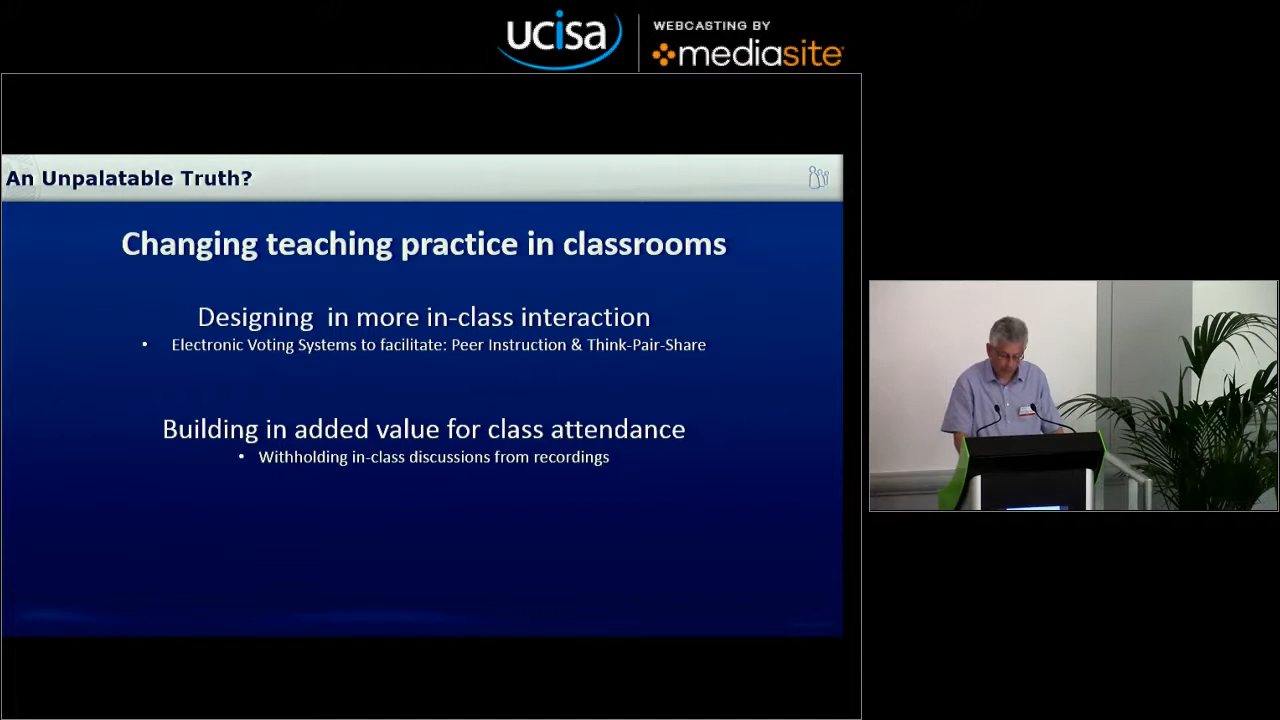 ucisa
WEBCASTING BY
mediasite
An Unpalatable Truth?
Changing teaching practice in classrooms
Designing in more in-class interaction
• Electronic Voting Systems to facilitate: Peer Instruction & Think-Pair-Share
Building in added value for class attendance
• Withholding in-class discussions from recordings